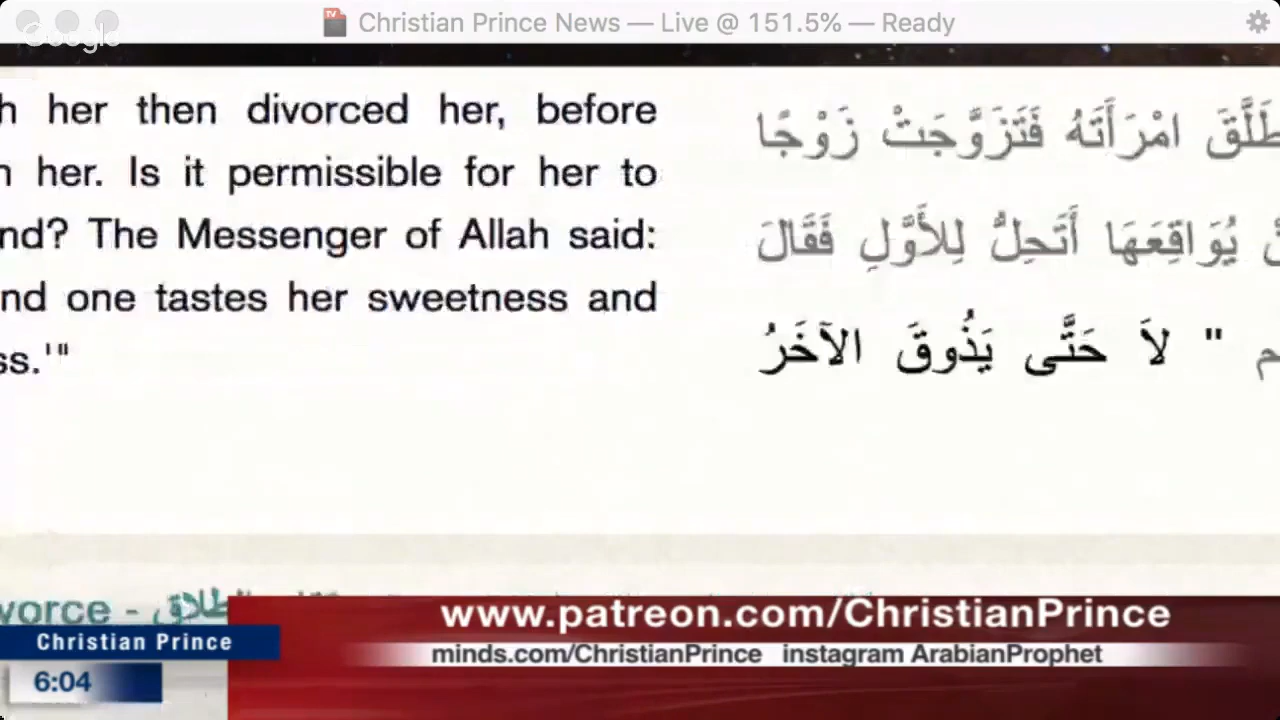 Christian Prince News — Live @ 151.5% — Ready
Google
h her then divorced her, before
n her. Is it permissible for her to
nd? The Messenger of Allah said:
nd one tastes her sweetness and
ss.'"
طَلَّقَ امْرَأَتَهُ فَتَزَوَّجَتْ زَوْجًا
يُوَاقِعَهَا أَتَحِلُّ لِلأَوَّلِ فَقَالَ
م " لاَ حَتَّى يَذُوقَ الآخَرُ
vorce - الطلاق
www.patreon.com/ChristianPrince
Christian Prince
minds.com/ChristianPrince instagram ArabianProphet
6:04